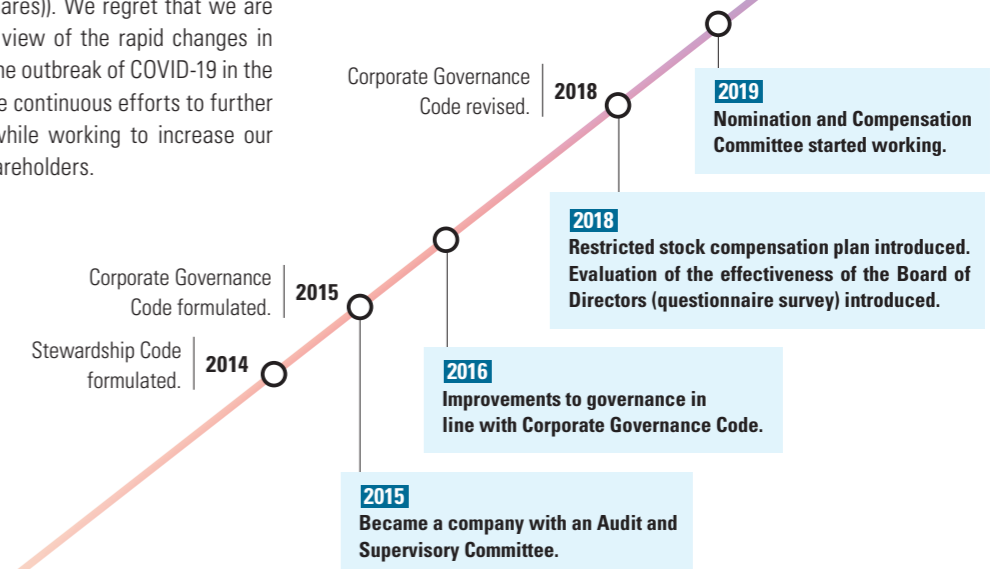 ares)). We regret that we are
view of the rapid changes in
ne outbreak of COVID-19 in the
e continuous efforts to further
while working to increase our
areholders.
Corporate Governance
Code revised.
2018
2019
Nomination and Compensation
Committee started working.
2018
Restricted stock compensation plan introduced.
Evaluation of the effectiveness of the Board of
Directors (questionnaire survey) introduced.
Corporate Governance
Code formulated.
2015
Stewardship Code
formulated.
2014
2016
Improvements to governance in
line with Corporate Governance Code.
2015
Became a company with an Audit and
Supervisory Committee.